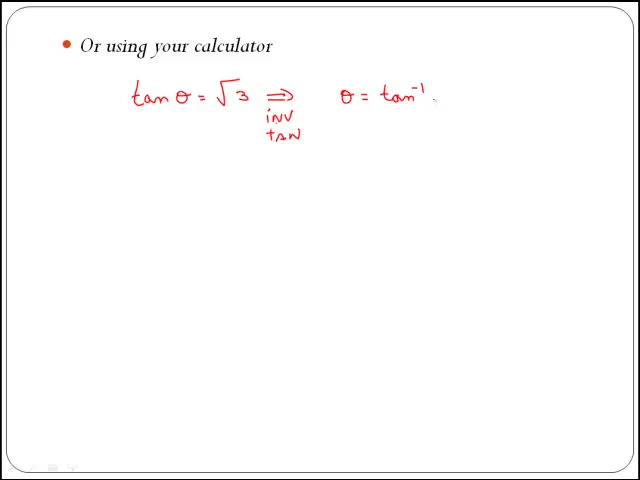 • Or using your calculator
tan θ = √3 ⇒ θ = tan⁻¹
INV
TAN